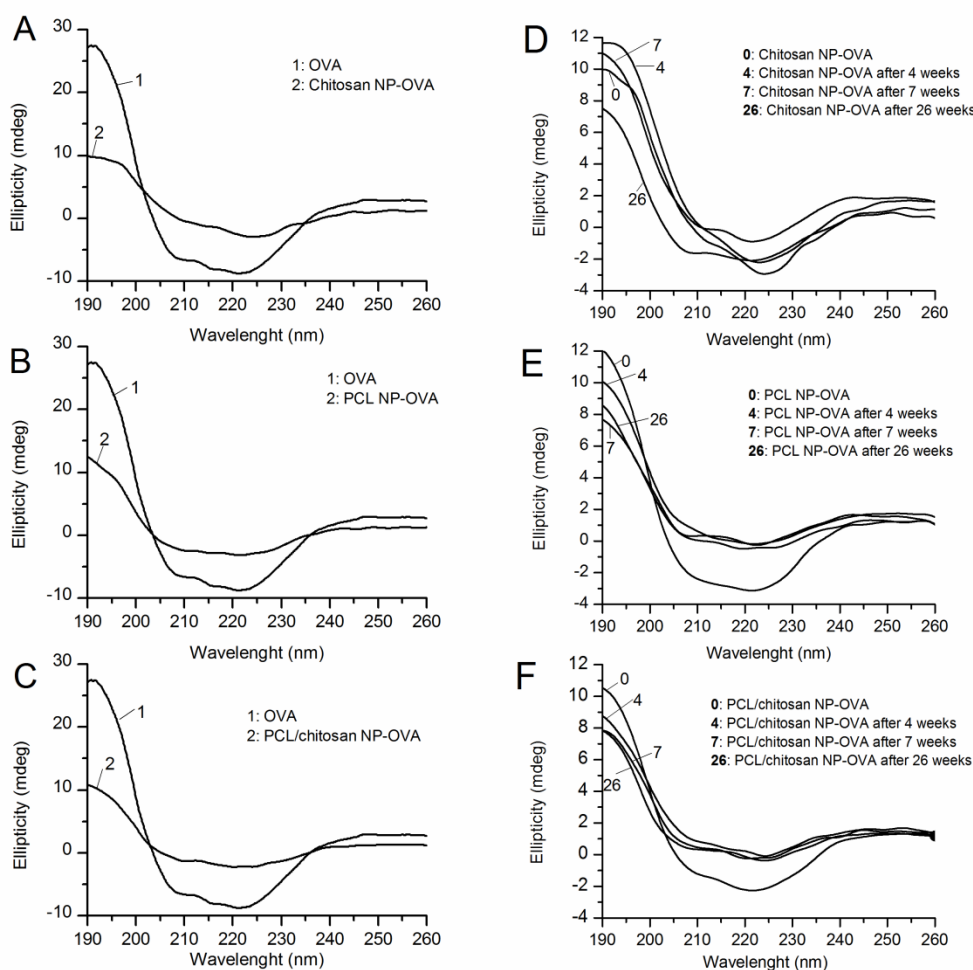 A
Ellipticity (mdeg)
30
20
10
0
-10
1
2
1: OVA
2: Chitosan NP-OVA
190 200 210 220 230 240 250 260
Wavelenght (nm)
B
Ellipticity (mdeg)
30
20
10
0
-10
1
2
1: OVA
2: PCL NP-OVA
190 200 210 220 230 240 250 260
Wavelenght (nm)
C
Ellipticity (mdeg)
30
20
10
0
-10
1
2
1: OVA
2: PCL/chitosan NP-OVA
190 200 210 220 230 240 250 260
Wavelenght (nm)
D
Ellipticity (mdeg)
12
10
8
6
4
2
0
-2
-4
7
4
0
26
0: Chitosan NP-OVA
4: Chitosan NP-OVA after 4 weeks
7: Chitosan NP-OVA after 7 weeks
26: Chitosan NP-OVA after 26 weeks
190 200 210 220 230 240 250 260
Wavelenght (nm)
E
Ellipticity (mdeg)
12
10
8
6
4
2
0
-2
-4
0
4
26
7
0: PCL NP-OVA
4: PCL NP-OVA after 4 weeks
7: PCL NP-OVA after 7 weeks
26: PCL NP-OVA after 26 weeks
190 200 210 220 230 240 250 260
Wavelenght (nm)
F
Ellipticity (mdeg)
12
10
8
6
4
2
0
-2
-4
0
4
7
26
0: PCL/chitosan NP-OVA
4: PCL/chitosan NP-OVA after 4 weeks
7: PCL/chitosan NP-OVA after 7 weeks
26: PCL/chitosan NP-OVA after 26 weeks
190 200 210 220 230 240 250 260
Wavelenght (nm)